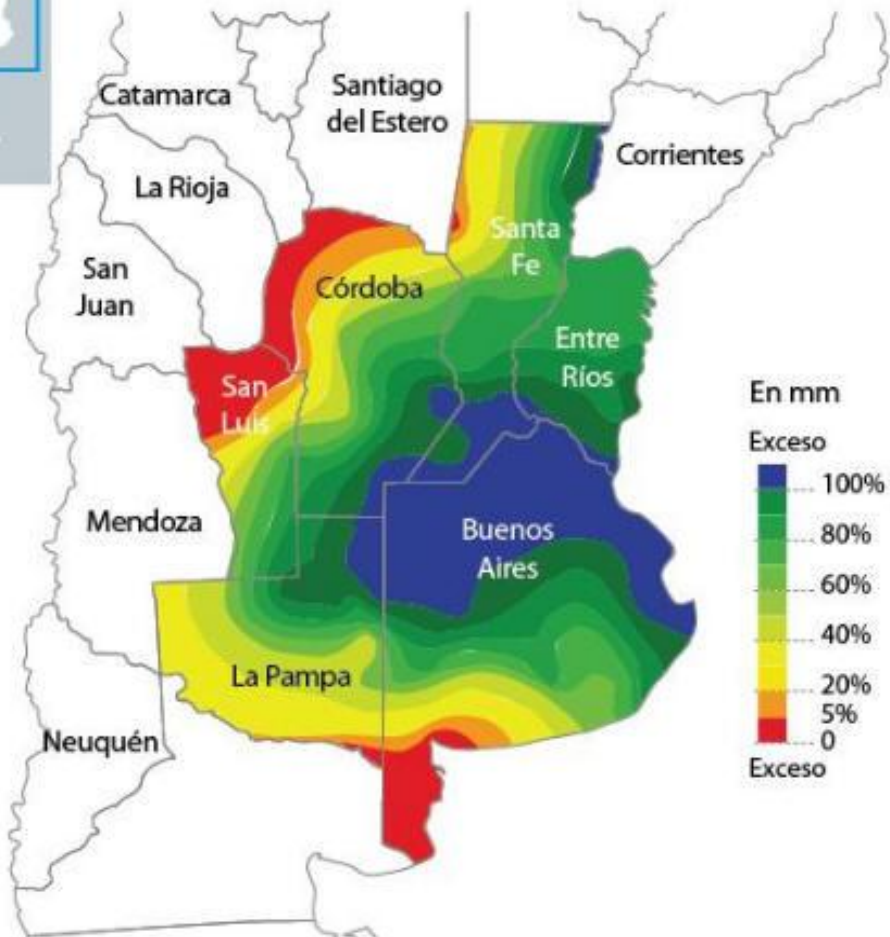 Catamarca
Santiago
del Estero
Corrientes
La Rioja
Santa
Fe
San
Juan
Córdoba
Entre
Ríos
San
Luis
En mm
Exceso
100%
80%
60%
40%
20%
5%
0
Exceso
Mendoza
Buenos
Aires
La Pampa
Neuquén